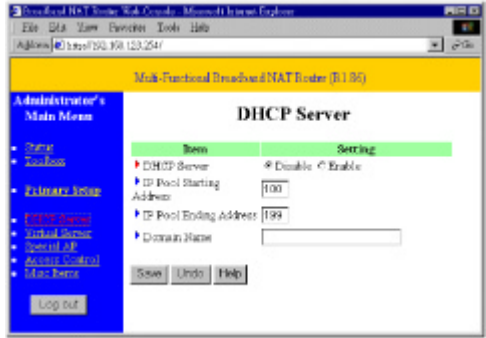 Broadband NAT Router Web-Console - Microsoft Internet Explorer
File Edit View Favorites Tools Help
Address http://192.168.123.254/ Go
Multi-Functional Broadband NAT Router (R1.86)
Administrator's
Main Menu
Status
Toolbox
Primary Setup
DHCP Server
Virtual Server
Special AP
Access Control
Misc Items
Log out
DHCP Server
Item Setting
DHCP Server Disable Enable
IP Pool Starting
Address 100
IP Pool Ending Address 199
Domain Name
Save Undo Help